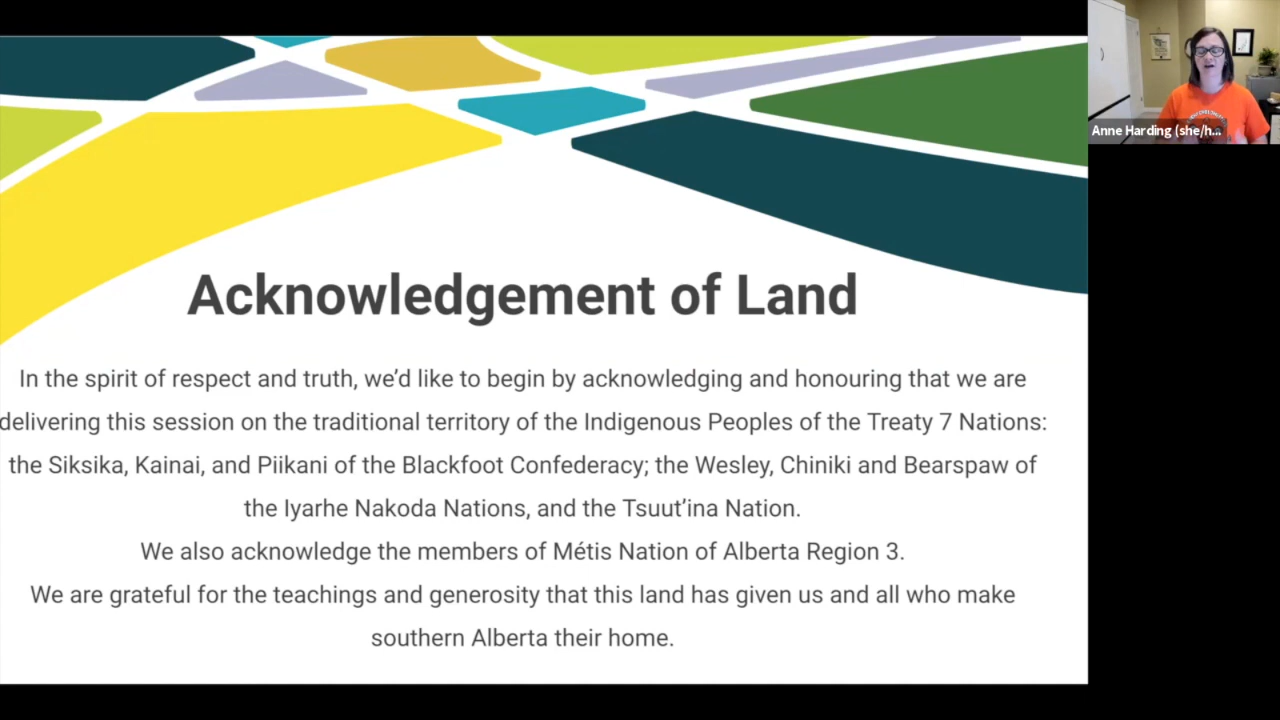 Anne Harding (she/h...
Acknowledgement of Land
In the spirit of respect and truth, we’d like to begin by acknowledging and honouring that we are
delivering this session on the traditional territory of the Indigenous Peoples of the Treaty 7 Nations:
the Siksika, Kainai, and Piikani of the Blackfoot Confederacy; the Wesley, Chiniki and Bearspaw of
the Iyarhe Nakoda Nations, and the Tsuut’ina Nation.
We also acknowledge the members of Métis Nation of Alberta Region 3.
We are grateful for the teachings and generosity that this land has given us and all who make
southern Alberta their home.